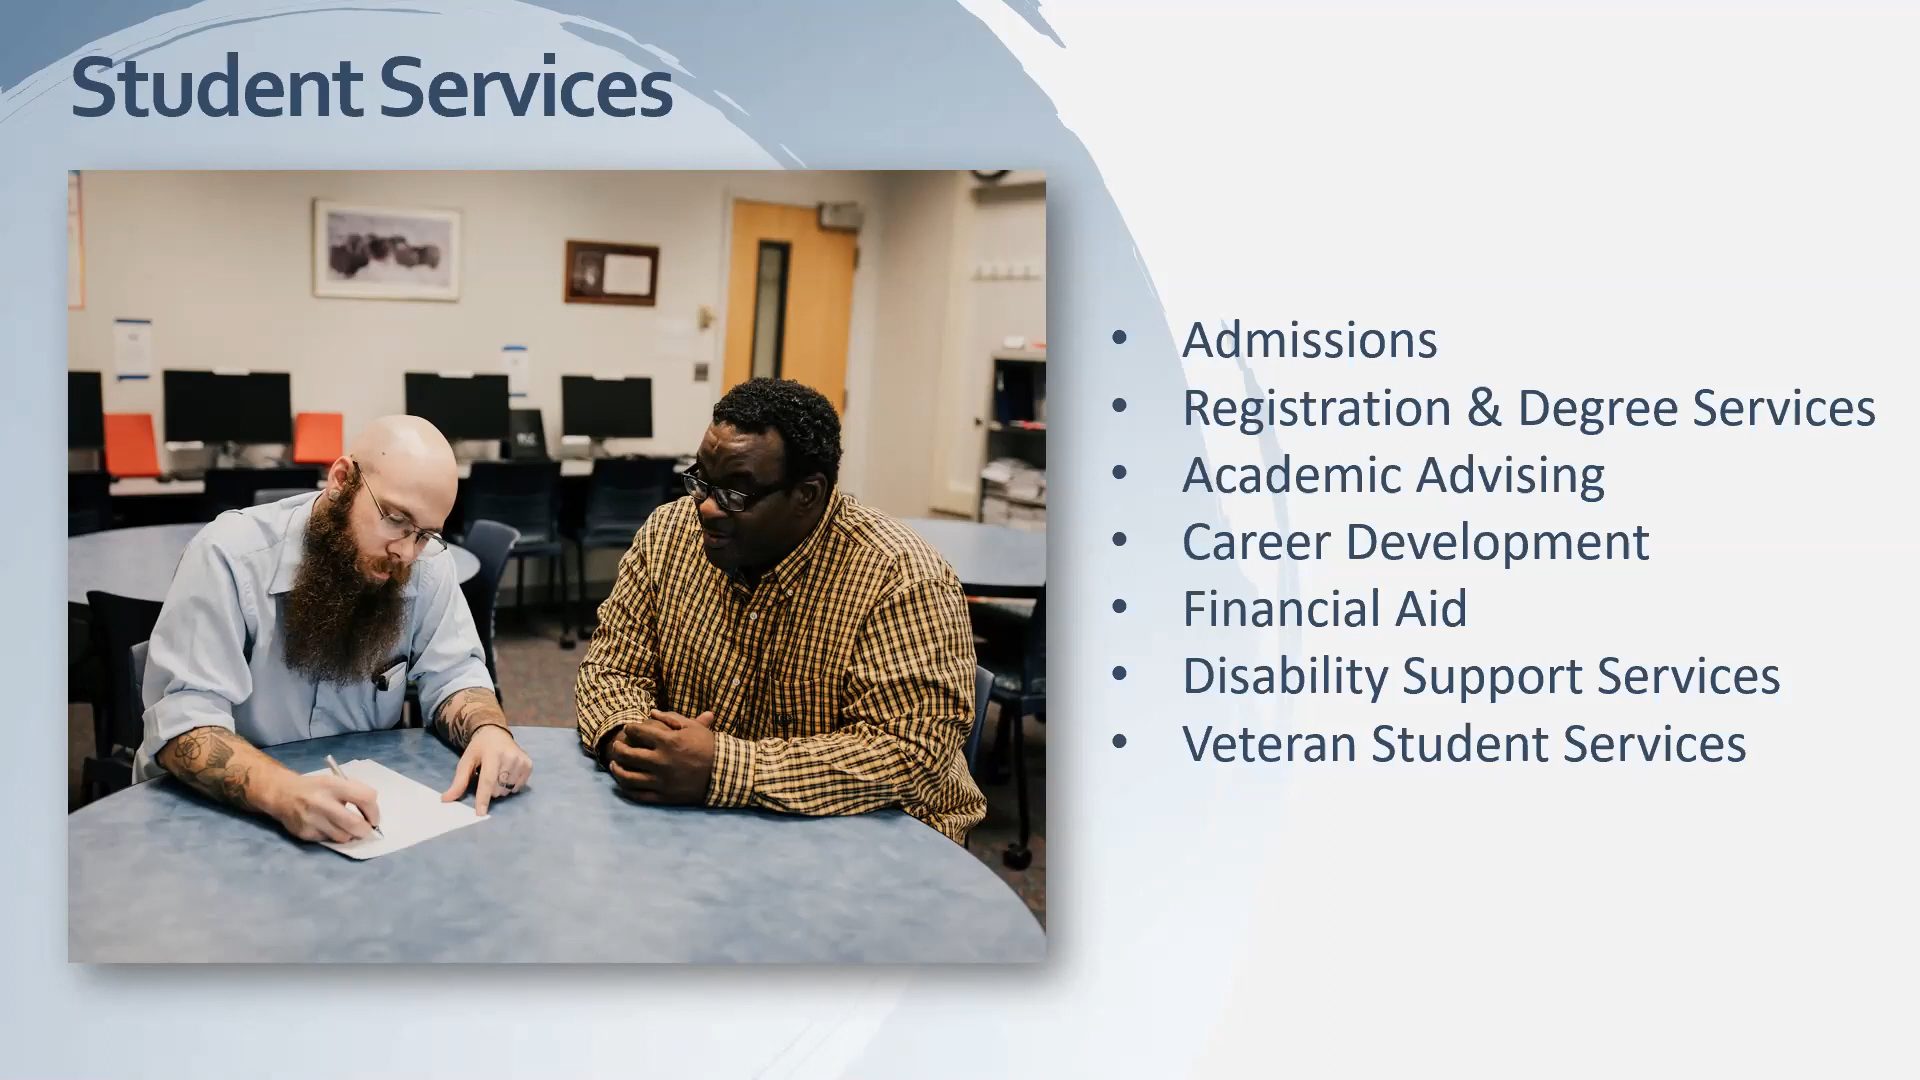 Student Services
• Admissions
• Registration & Degree Services
• Academic Advising
• Career Development
• Financial Aid
• Disability Support Services
• Veteran Student Services